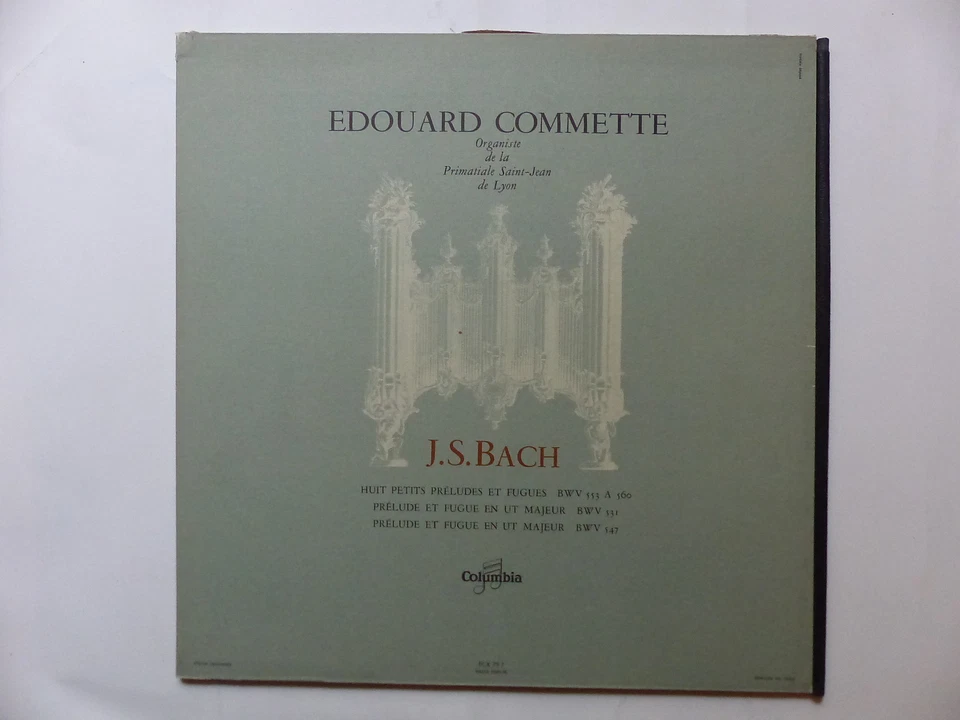 EDOUARD COMMETTE
Organiste
de la
Primatiale Saint-Jean
de Lyon
J.S.BACH
HUIT PETITS PRÉLUDES ET FUGUES BWV 553 A 560
PRÉLUDE ET FUGUE EN UT MAJEUR BWV 531
PRÉLUDE ET FUGUE EN UT MAJEUR BWV 547
Columbia